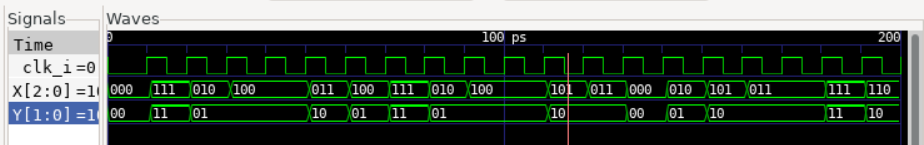 Signals Waves
Time 0 100 ps 200
clk_i=0
X[2:0]=10 000 111 010 100 011 100 111 010 100 101 011 000 010 101 011 111 110
Y[1:0]=10 00 11 01 10 01 11 01 10 00 01 10 11 10